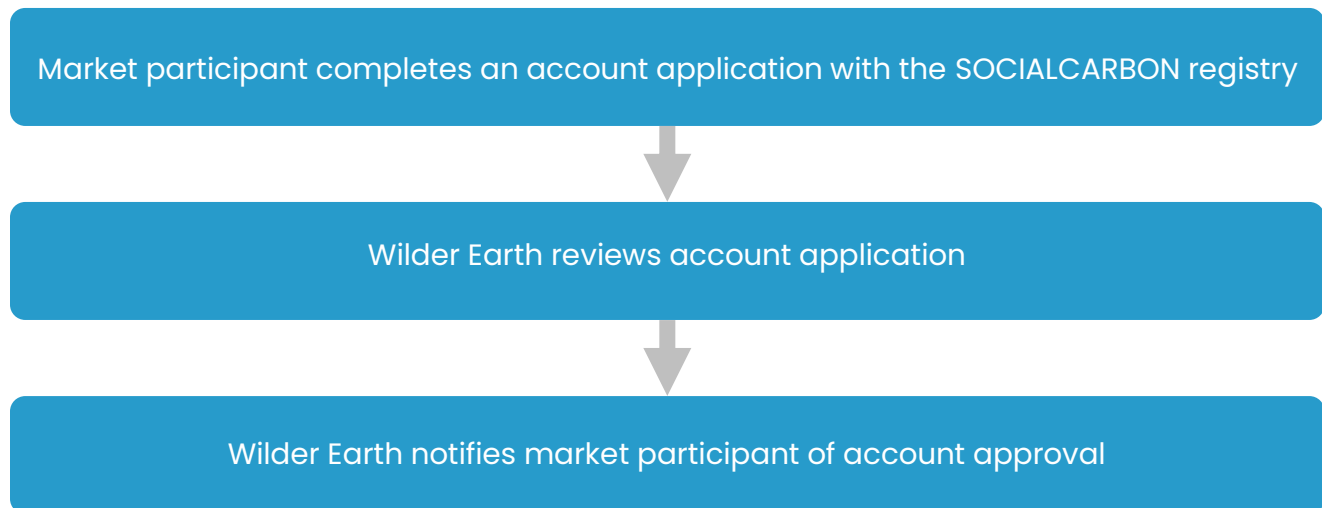 Market participant completes an account application with the SOCIALCARBON registry
Wilder Earth reviews account application
Wilder Earth notifies market participant of account approval